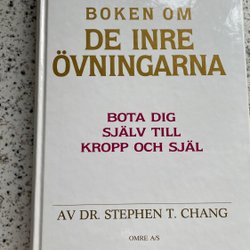 BOKEN OM
DE INRE
ÖVNINGARNA
BOTA DIG
SJÄLV TILL
KROPP OCH SJÄL
AV DR. STEPHEN T. CHANG
OMRE A/S